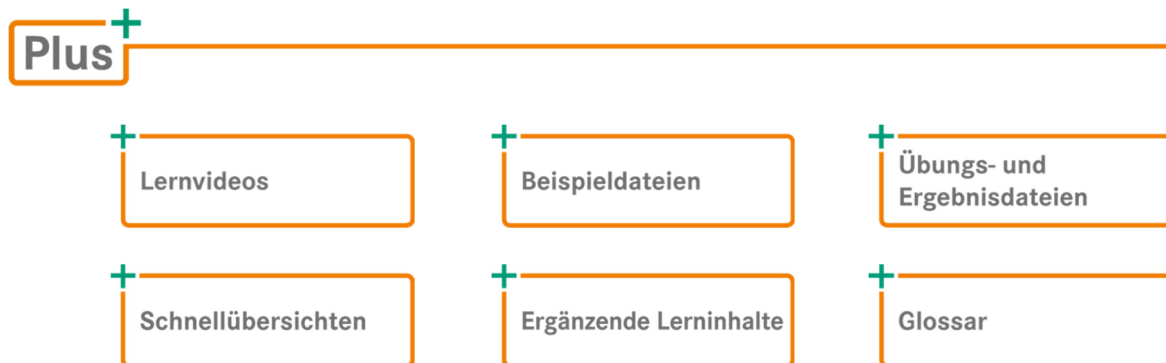 Plus
Lernvideos
Beispieldateien
Übungs- und
Ergebnisdateien
Schnellübersichten
Ergänzende Lerninhalte
Glossar